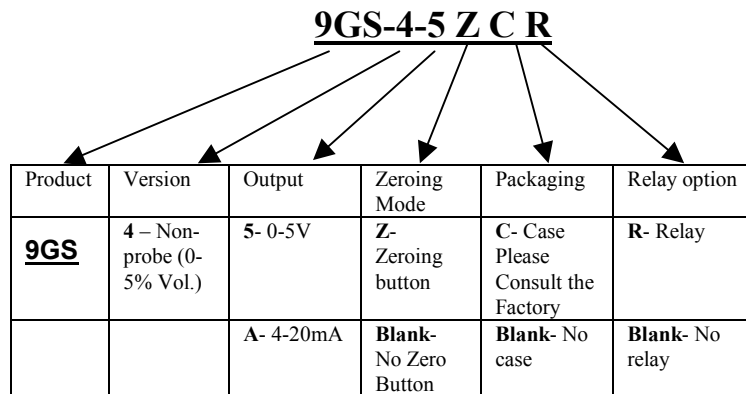 9GS-4-5 Z C R
Product Version Output Zeroing Mode Packaging Relay option
9GS
4 – Non-
probe (0-
5% Vol.)
5- 0-5V
Z-
Zeroing
button
C- Case
Please
Consult the
Factory
R- Relay
A- 4-20mA
Blank-
No Zero
Button
Blank- No
case
Blank- No
relay